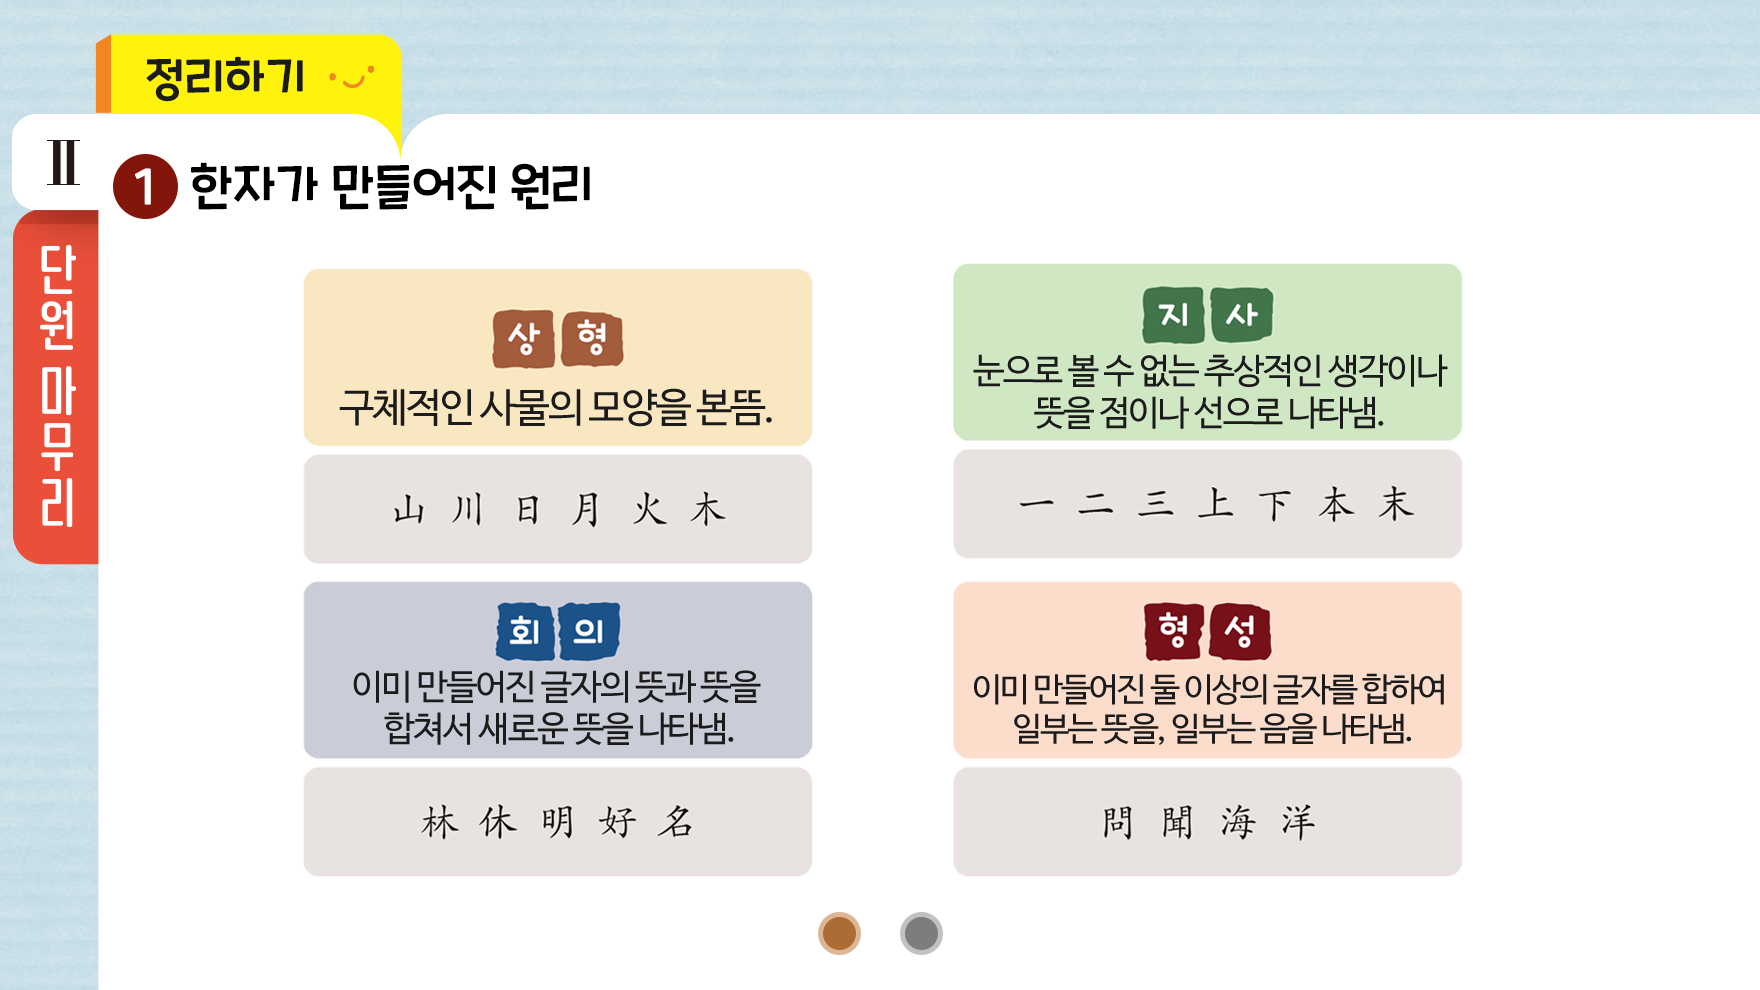 정리하기
II
단원 마무리
1 한자가 만들어진 원리
상형
구체적인 사물의 모양을 본뜸.
山 川 日 月 火 木
지사
눈으로 볼 수 없는 추상적인 생각이나
뜻을 점이나 선으로 나타냄.
一 二 三 上 下 本 末
회의
이미 만들어진 글자의 뜻과 뜻을
합쳐서 새로운 뜻을 나타냄.
林 休 明 好 名
형성
이미 만들어진 둘 이상의 글자를 합하여
일부는 뜻을, 일부는 음을 나타냄.
問 聞 海 洋